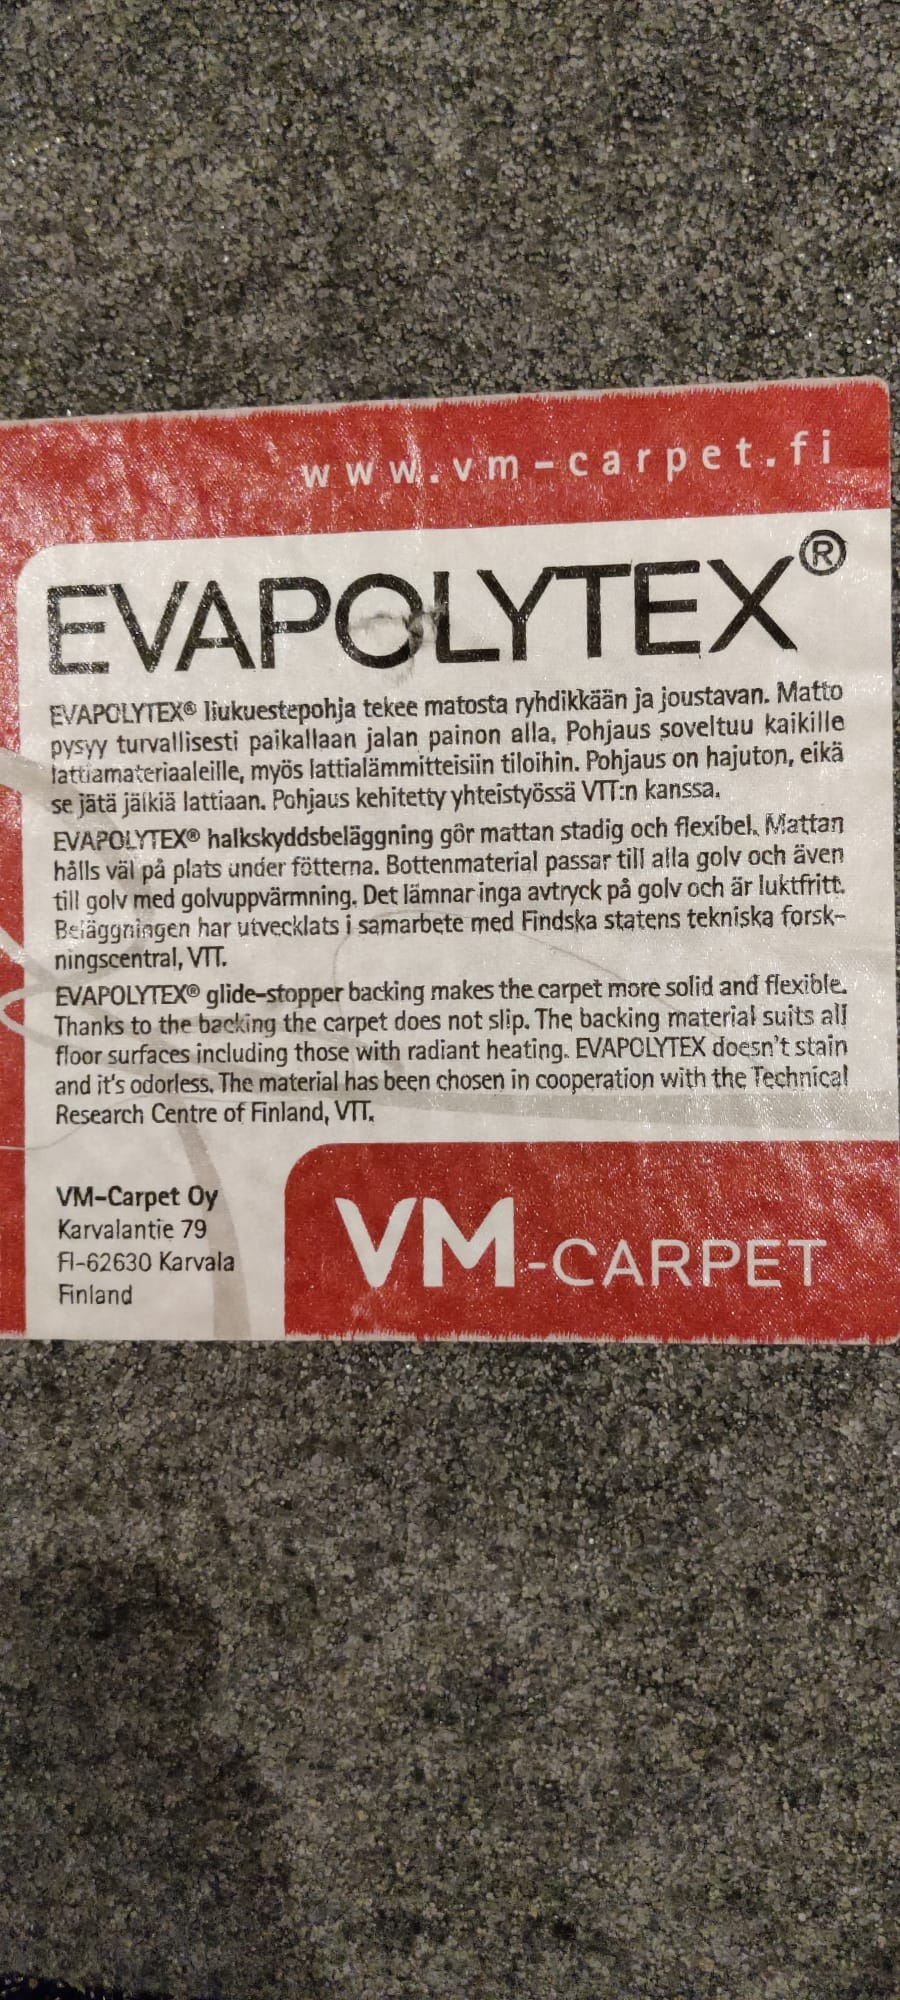 www.vm-carpet.fi
EVAPOLYTEX®
EVAPOLYTEX® liukuestepohja tekee matosta ryhdikkään ja joustavan. Matto
pysyy turvallisesti paikallaan jalan painon alla. Pohjaus soveltuu kaikille
lattiamateriaaleille, myös lattialämmitteisiin tiloihin. Pohjaus on hajuton, eikä
se jätä jälkiä lattiaan. Pohjaus kehitetty yhteistyössä VTT:n kanssa.
EVAPOLYTEX® halkskyddsbeläggning gör mattan stadig och flexibel. Mattan
hålls väl på plats under fötterna. Bottenmaterial passar till alla golv och även
till golv med golvuppvärmning. Det lämnar inga avtryck på golv och är luktfritt.
Beläggningen har utvecklats i samarbete med Findska statens tekniska forsk-
ningscentral, VTT.
EVAPOLYTEX® glide-stopper backing makes the carpet more solid and flexible.
Thanks to the backing the carpet does not slip. The backing material suits all
floor surfaces including those with radiant heating. EVAPOLYTEX doesn't stain
and it's odorless. The material has been chosen in cooperation with the Technical
Research Centre of Finland, VTT.
VM-Carpet Oy
Karvalantie 79
FI-62630 Karvala
Finland
VM-CARPET